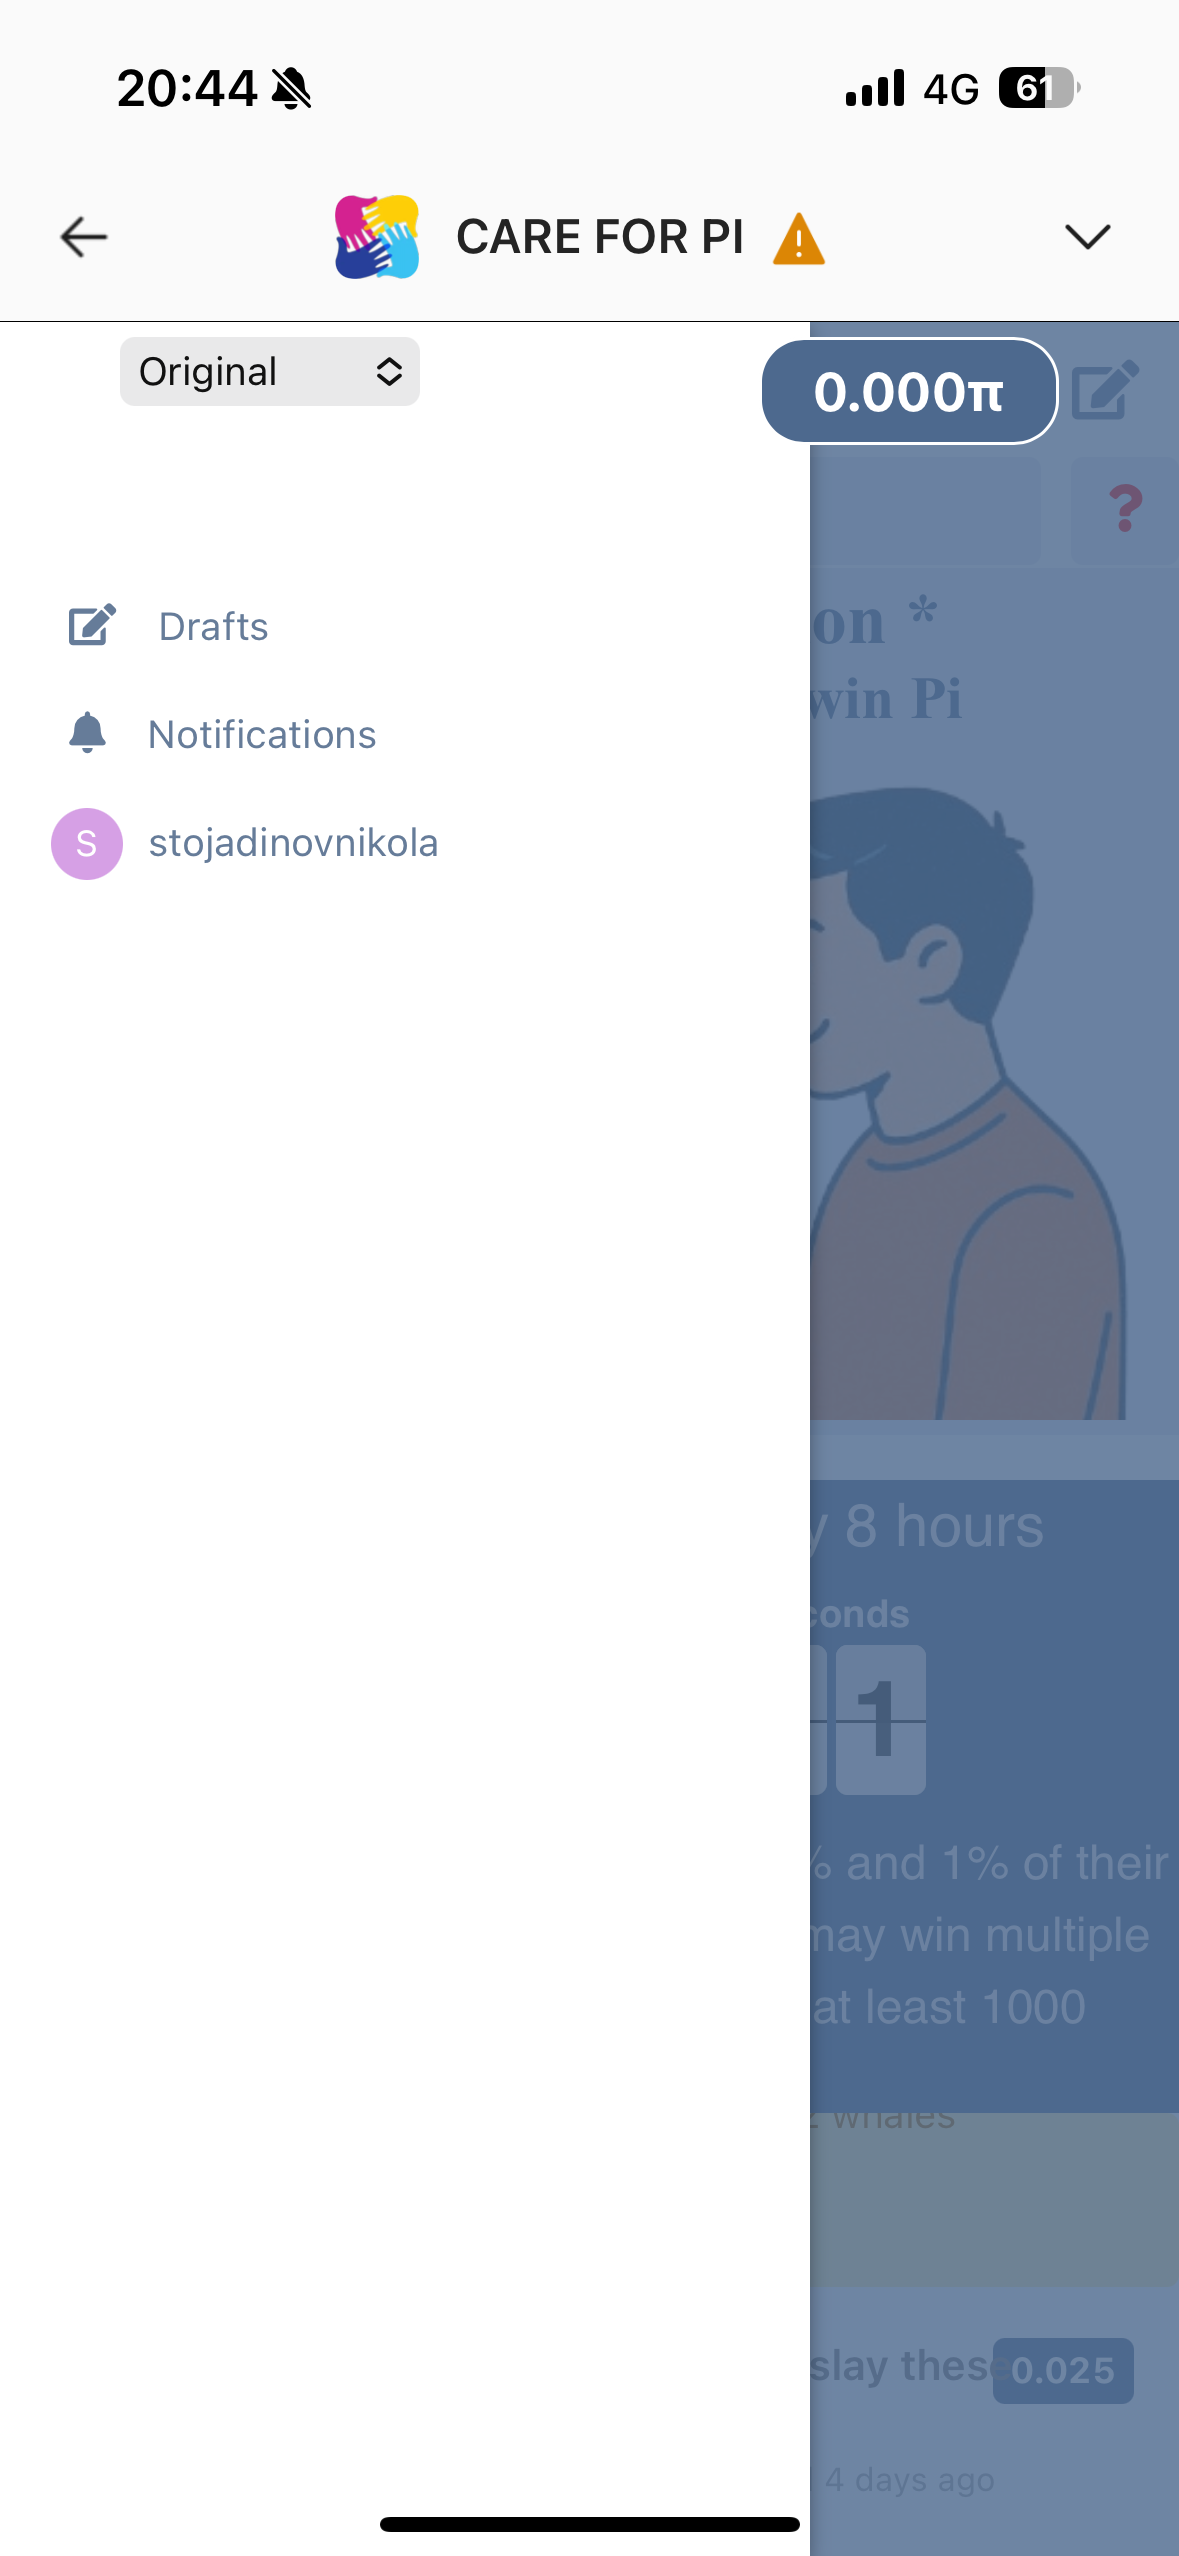 20:44
4G
61
CARE FOR PI
Original
0.000π
?
on *
win Pi
Drafts
Notifications
S stojadinovnikola
y 8 hours
conds
1
% and 1% of their
may win multiple
at least 1000
whales
slay these
0.025
4 days ago